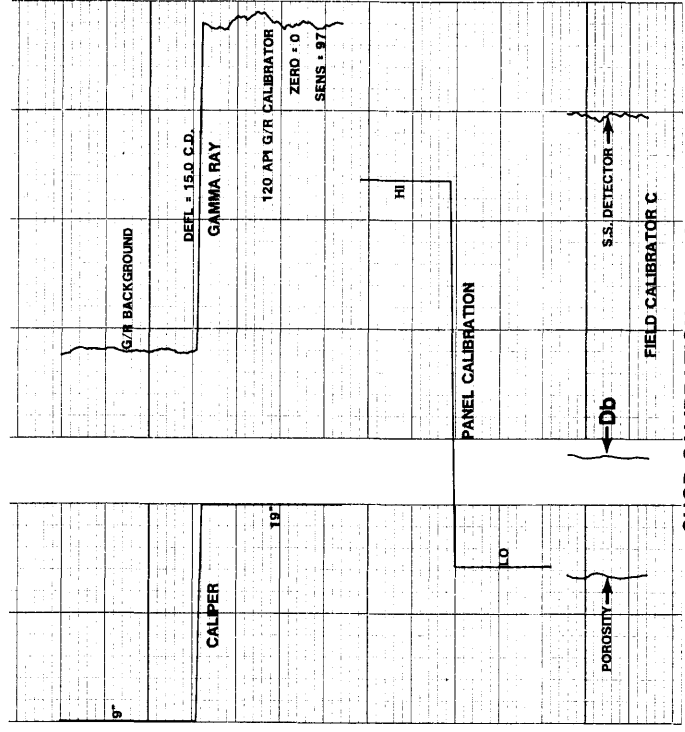 G/R BACKGROUND
DEFL = 15.0 C.D.
GAMMA RAY
120 API G/R CALIBRATOR
ZERO = 0
SENS = 97
9"
CALIPER
19"
HI
PANEL CALIBRATION
LO
POROSITY
Db
S.S. DETECTOR
FIELD CALIBRATOR C